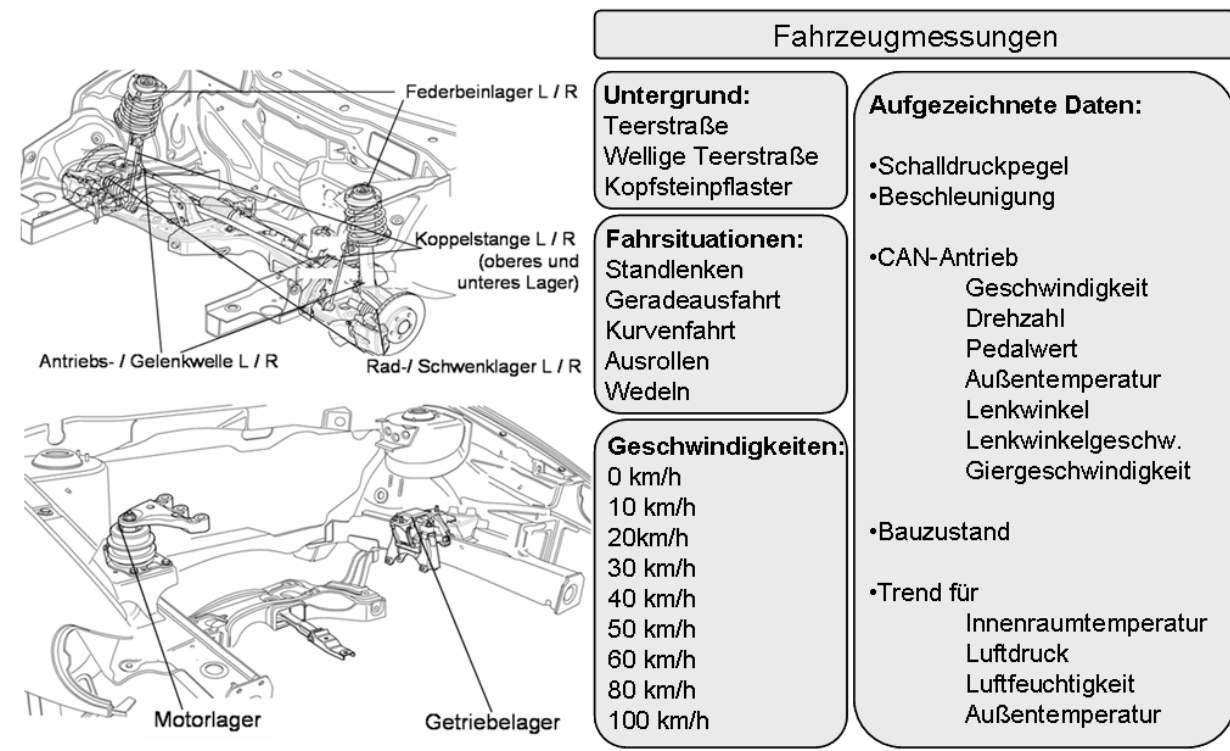 Fahrzeugmessungen
Federbeinlager L / R
Koppelstange L / R
(oberes und
unteres Lager)
Antriebs- / Gelenkwelle L / R
Rad-/ Schwenklager L / R
Motorlager
Getriebelager
Untergrund:
Teerstraße
Wellige Teerstraße
Kopfsteinpflaster
Fahrsituationen:
Standlenken
Geradeausfahrt
Kurvenfahrt
Ausrollen
Wedeln
Geschwindigkeiten:
0 km/h
10 km/h
20km/h
30 km/h
40 km/h
50 km/h
60 km/h
80 km/h
100 km/h
Aufgezeichnete Daten:
•Schalldruckpegel
•Beschleunigung
•CAN-Antrieb
Geschwindigkeit
Drehzahl
Pedalwert
Außentemperatur
Lenkwinkel
Lenkwinkelgeschw.
Giergeschwindigkeit
•Bauzustand
•Trend für
Innenraumtemperatur
Luftdruck
Luftfeuchtigkeit
Außentemperatur